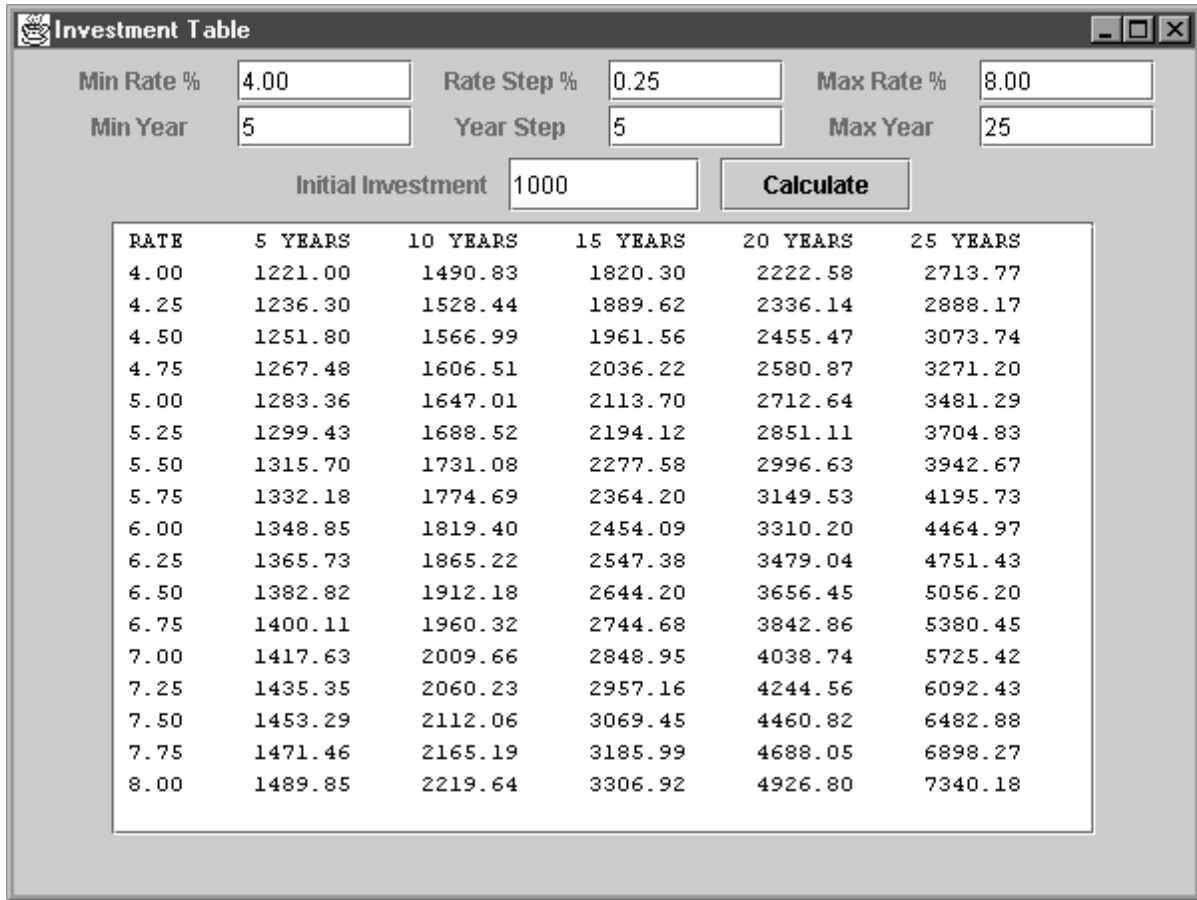 Investment Table
Min Rate % 4.00 Rate Step % 0.25 Max Rate % 8.00
Min Year 5 Year Step 5 Max Year 25
Initial Investment 1000 Calculate
RATE 5 YEARS 10 YEARS 15 YEARS 20 YEARS 25 YEARS
4.00 1221.00 1490.83 1820.30 2222.58 2713.77
4.25 1236.30 1528.44 1889.62 2336.14 2888.17
4.50 1251.80 1566.99 1961.56 2455.47 3073.74
4.75 1267.48 1606.51 2036.22 2580.87 3271.20
5.00 1283.36 1647.01 2113.70 2712.64 3481.29
5.25 1299.43 1688.52 2194.12 2851.11 3704.83
5.50 1315.70 1731.08 2277.58 2996.63 3942.67
5.75 1332.18 1774.69 2364.20 3149.53 4195.73
6.00 1348.85 1819.40 2454.09 3310.20 4464.97
6.25 1365.73 1865.22 2547.38 3479.04 4751.43
6.50 1382.82 1912.18 2644.20 3656.45 5056.20
6.75 1400.11 1960.32 2744.68 3842.86 5380.45
7.00 1417.63 2009.66 2848.95 4038.74 5725.42
7.25 1435.35 2060.23 2957.16 4244.56 6092.43
7.50 1453.29 2112.06 3069.45 4460.82 6482.88
7.75 1471.46 2165.19 3185.99 4688.05 6898.27
8.00 1489.85 2219.64 3306.92 4926.80 7340.18